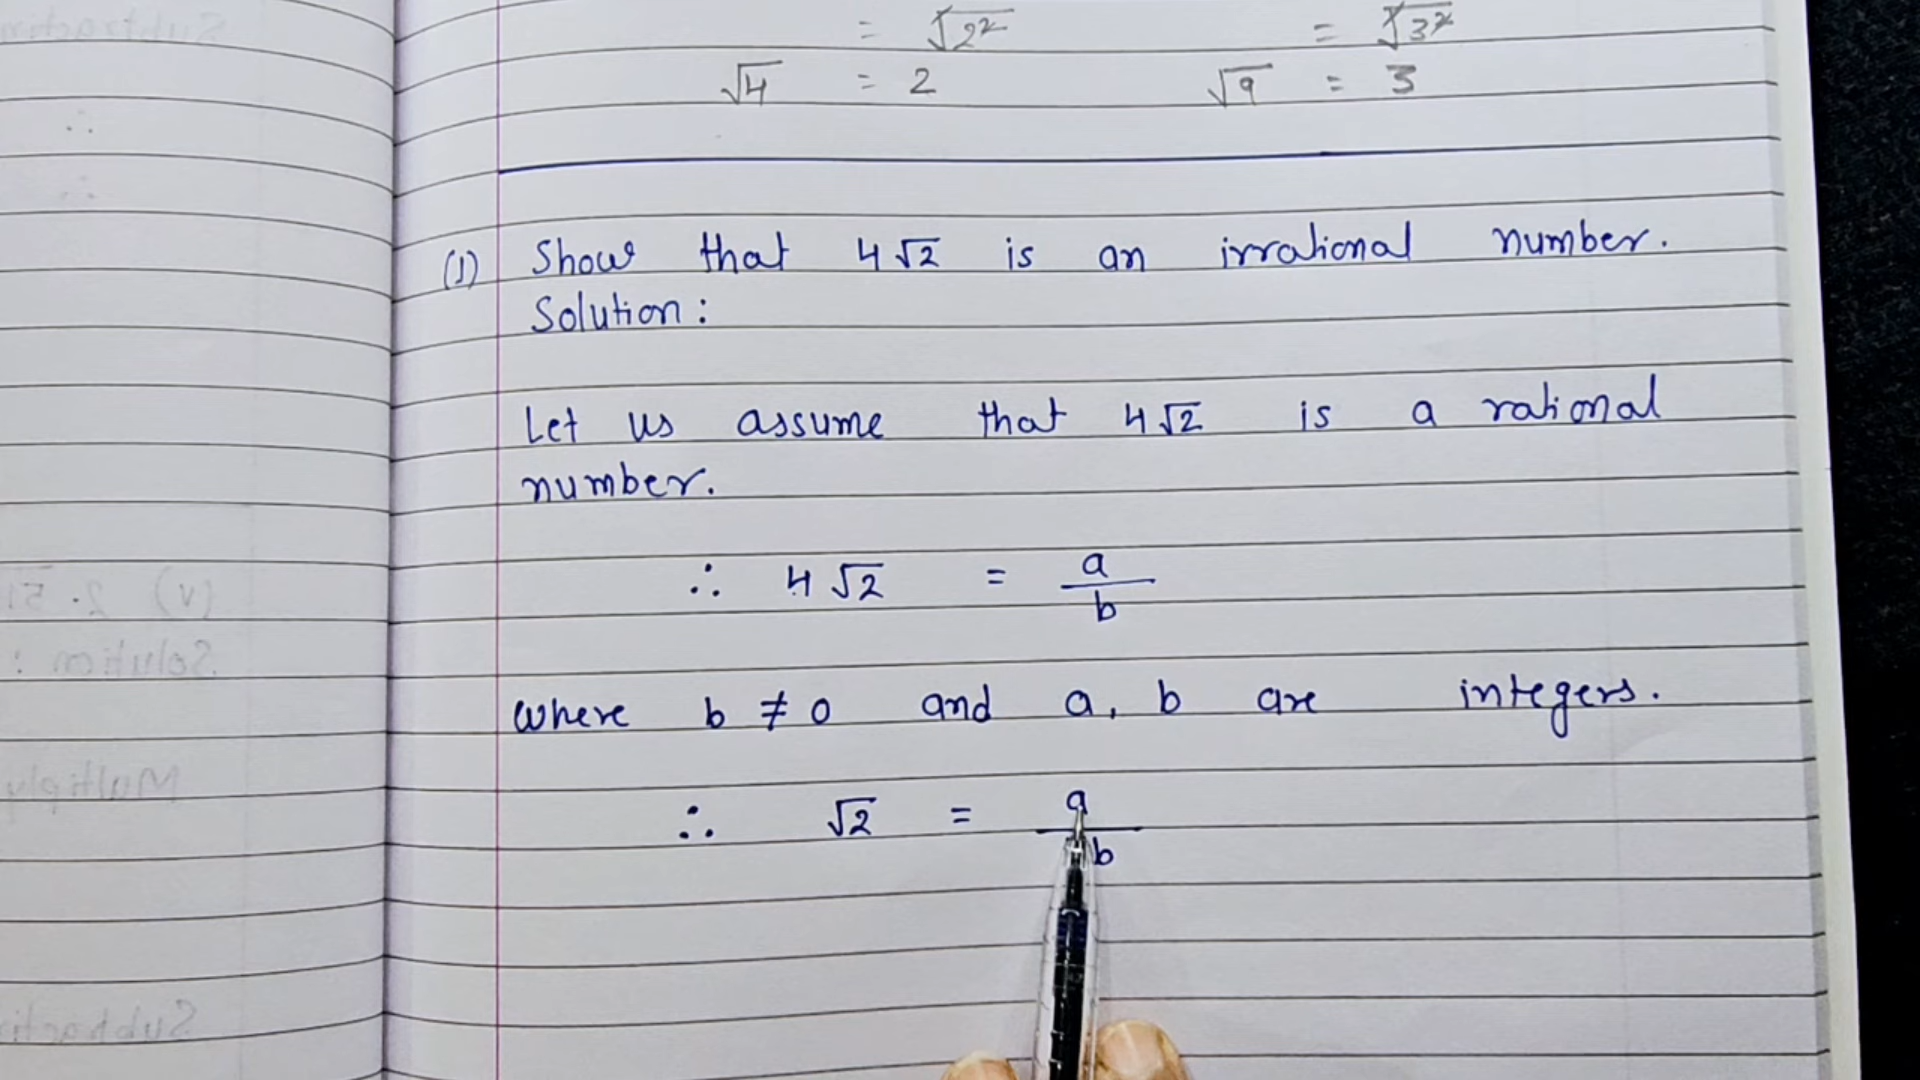 = √2²	= √3²
√4 = 2	√9 = 3
(1) Show that 4√2 is an irrational number.
Solution :
Let us assume that 4√2 is a rational
number.
∴ 4√2 = a/b
where b ≠ 0 and a, b are integers.
∴ √2 = a/4b